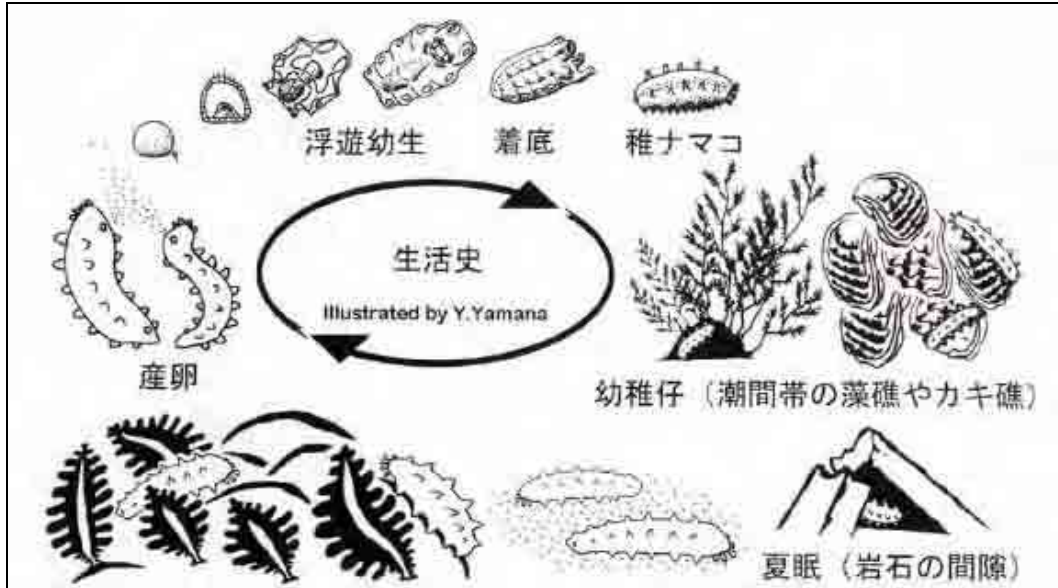 浮遊幼生 着底 稚ナマコ
生活史
Illustrated by Y.Yamana
産卵
幼稚仔（潮間帯の藻礁やカキ礁）
夏眠（岩石の間隙）